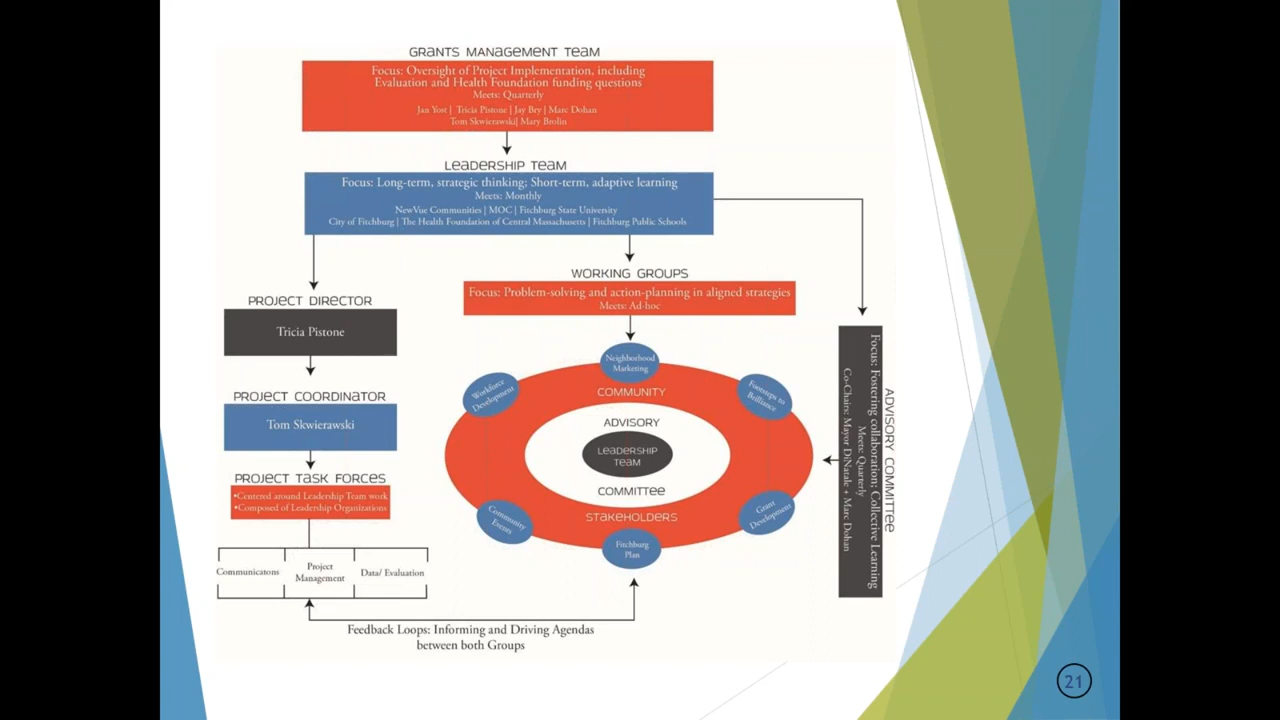 GRANTS MANAGEMENT TEAM
Focus: Oversight of Project Implementation, including
Evaluation and Health Foundation funding questions
Meets: Quarterly
Jan Yost | Tricia Pistone | Jay Bry | Marc Dohan
Tom Skwierawski| Mary Brolin
LEADERSHIP TEAM
Focus: Long-term, strategic thinking; Short-term, adaptive learning
Meets: Monthly
NewVue Communities | MOC | Fitchburg State University
City of Fitchburg | The Health Foundation of Central Massachusetts | Fitchburg Public Schools
WORKING GROUPS
Focus: Problem-solving and action-planning in aligned strategies
Meets: Ad-hoc
PROJECT DIRECTOR
Tricia Pistone
PROJECT COORDINATOR
Tom Skwierawski
PROJECT TASK FORCES
•Centered around Leadership Team work
•Composed of Leadership Organizations
Communicatons
Project
Management
Data/ Evaluation
Neighborhood
Marketing
Workforce
Development
Footsteps to
Brilliance
COMMUNITY
ADVISORY
LEADERSHIP
TEAM
COMMITTEE
STAKEHOLDERS
Community
Events
Grant
Development
Fitchburg
Plan
ADVISORY COMMITTEE
Focus: Fostering collaboration; Collective Learning
Meets: Quarterly
Co-Chairs: Mayor DiNatale + Marc Dohan
Feedback Loops: Informing and Driving Agendas
between both Groups
21